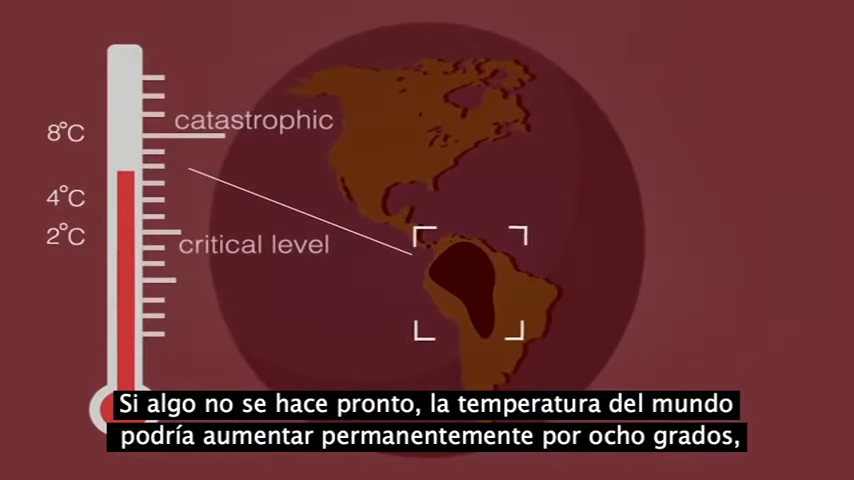 8°C
catastrophic
4°C
2°C
critical level
Si algo no se hace pronto, la temperatura del mundo
podría aumentar permanentemente por ocho grados,